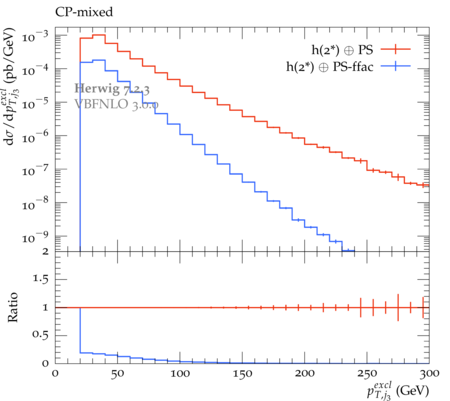 CP-mixed
h(2*) ⊕ PS
h(2*) ⊕ PS-ffac
Herwig 7.2.3
VBFNLO 3.0.0
dσ/dp_{T,j_3}^{excl} (pb/GeV)
10^{-3}
10^{-4}
10^{-5}
10^{-6}
10^{-7}
10^{-8}
10^{-9}
2
1.5
1
0.5
0
Ratio
0 50 100 150 200 250 300
p_{T,j_3}^{excl} (GeV)